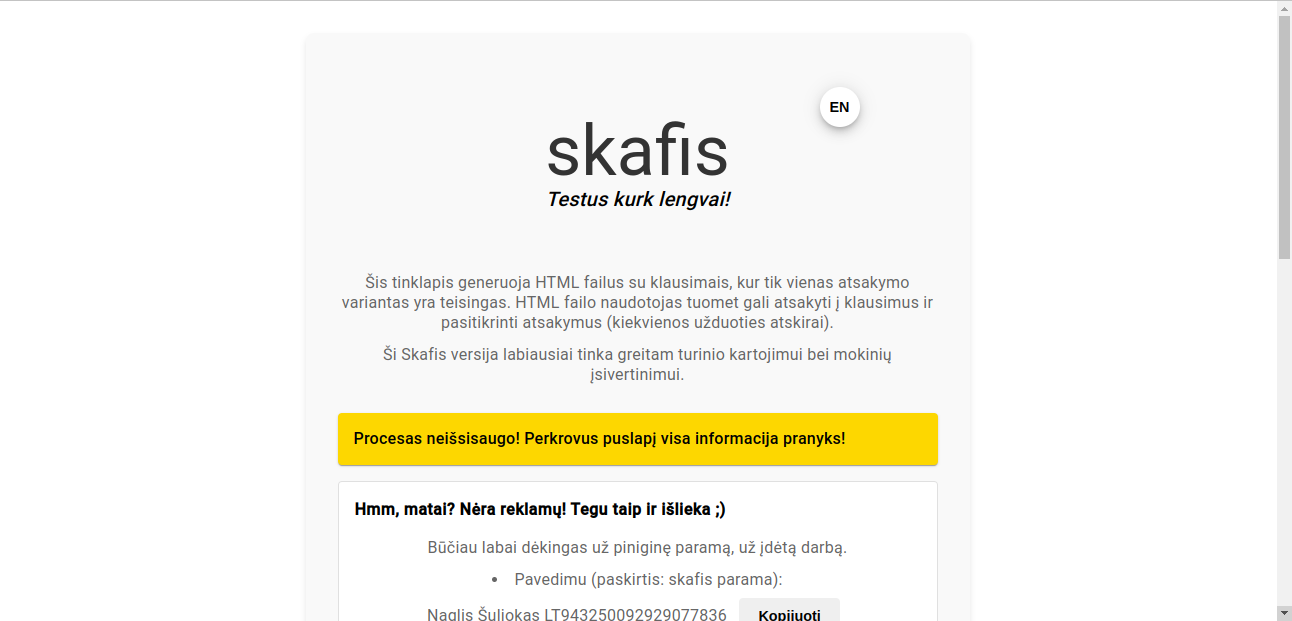 EN
skafis
Testus kurk lengvai!
Šis tinklapis generuoja HTML failus su klausimais, kur tik vienas atsakymo
variantas yra teisingas. HTML failo naudotojas tuomet gali atsakyti į klausimus ir
pasitikrinti atsakymus (kiekvienos užduoties atskirai).
Ši Skafis versija labiausiai tinka greitam turinio kartojimui bei mokinių
įsivertinimui.
Procesas neišsisaugo! Perkrovus puslapį visa informacija pranyks!
Hmm, matai? Nėra reklamų! Tegu taip ir išlieka ;)
Būčiau labai dėkingas už piniginę paramą, už įdėtą darbą.
• Pavedimu (paskirtis: skafis parama):
Naglis Šuliokas LT943250092929077836 Kopijuoti